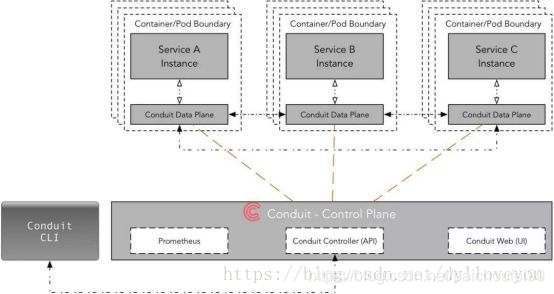 Container/Pod Boundary
Container/Pod Boundary
Container/Pod Boundary
Service A
Instance
Service B
Instance
Service C
Instance
Conduit Data Plane
Conduit Data Plane
Conduit Data Plane
Conduit
CLI
Conduit - Control Plane
Prometheus
Conduit Controller (API)
Conduit Web (UI)
https://blog.csdn.net/dylloveyou